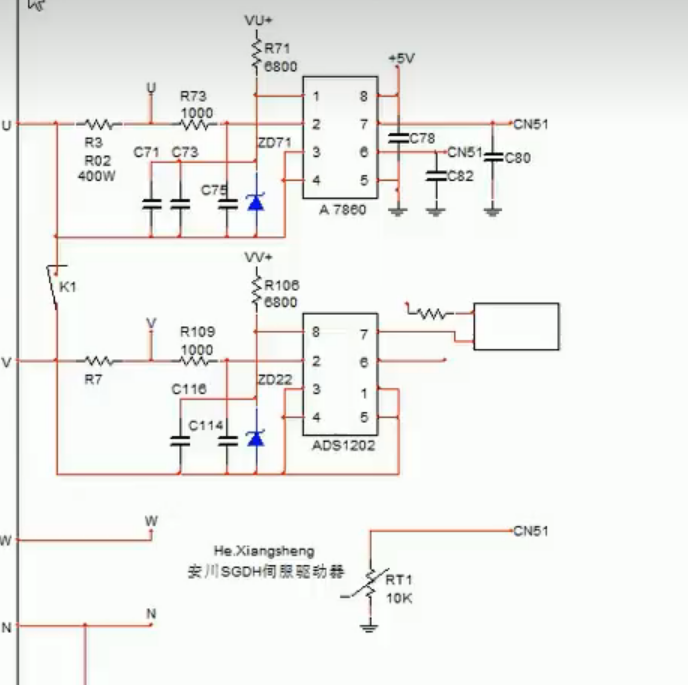 VU+
R71
6800
+5V
U
U
R73
1000
1
8
2
7
CN51
R3
R02
400W
C71
C73
ZD71
3
6
C78
CN51
C80
C75
4
5
C82
A 7860
VV+
K1
R106
6800
V
V
R109
1000
8
7
2
6
R7
C116
ZD22
3
1
C114
4
5
ADS1202
W
W
CN51
He.Xiangsheng
安川SGDH伺服驱动器
RT1
10K
N
N